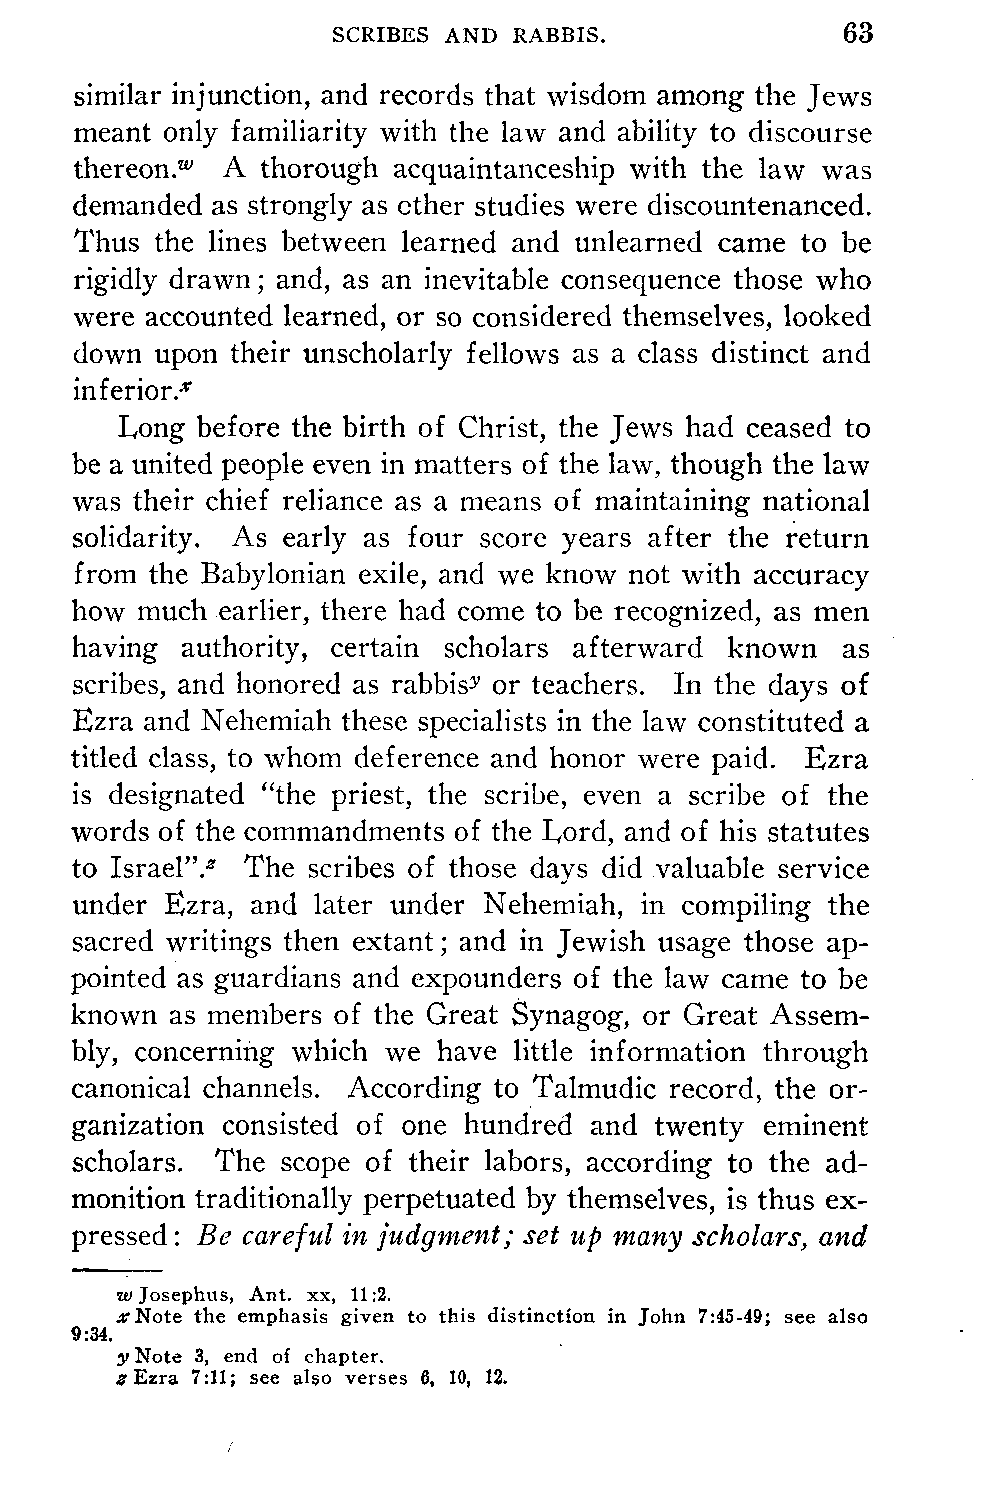 SCRIBES AND RABBIS. 63
similar injunction, and records that wisdom among the Jews
meant only familiarity with the law and ability to discourse
thereon.w A thorough acquaintanceship with the law was
demanded as strongly as other studies were discountenanced.
Thus the lines between learned and unlearned came to be
rigidly drawn; and, as an inevitable consequence those who
were accounted learned, or so considered themselves, looked
down upon their unscholarly fellows as a class distinct and
inferior.x
Long before the birth of Christ, the Jews had ceased to
be a united people even in matters of the law, though the law
was their chief reliance as a means of maintaining national
solidarity. As early as four score years after the return
from the Babylonian exile, and we know not with accuracy
how much earlier, there had come to be recognized, as men
having authority, certain scholars afterward known as
scribes, and honored as rabbisy or teachers. In the days of
Ezra and Nehemiah these specialists in the law constituted a
titled class, to whom deference and honor were paid. Ezra
is designated "the priest, the scribe, even a scribe of the
words of the commandments of the Lord, and of his statutes
to Israel".z The scribes of those days did valuable service
under Ezra, and later under Nehemiah, in compiling the
sacred writings then extant; and in Jewish usage those ap-
pointed as guardians and expounders of the law came to be
known as members of the Great Synagog, or Great Assem-
bly, concerning which we have little information through
canonical channels. According to Talmudic record, the or-
ganization consisted of one hundred and twenty eminent
scholars. The scope of their labors, according to the ad-
monition traditionally perpetuated by themselves, is thus ex-
pressed: Be careful in judgment; set up many scholars, and
w Josephus, Ant. xx, 11:2.
x Note the emphasis given to this distinction in John 7:45-49; see also
9:34.
y Note 3, end of chapter.
z Ezra 7:11; see also verses 6, 10, 12.